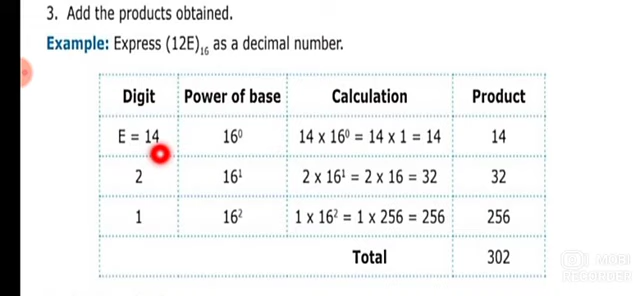 3. Add the products obtained.
Example: Express (12E)₁₆ as a decimal number.
Digit Power of base Calculation Product
E = 14 16⁰ 14 x 16⁰ = 14 x 1 = 14 14
2 16¹ 2 x 16¹ = 2 x 16 = 32 32
1 16² 1 x 16² = 1 x 256 = 256 256
Total 302
MOBI
RECORDER